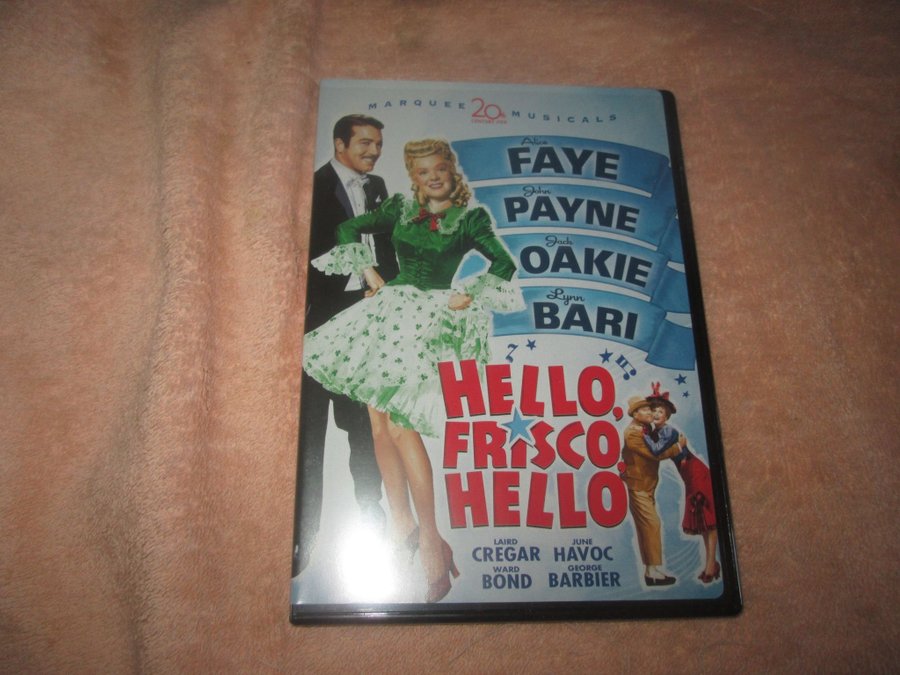 MARQUEE 20th MUSICALS
CENTURY FOX
Alice
FAYE
John
PAYNE
Jack
OAKIE
Lynn
BARI
HELLO,
FRISCO,
HELLO
LAIRD JUNE
CREGAR HAVOC
WARD GEORGE
BOND BARBIER